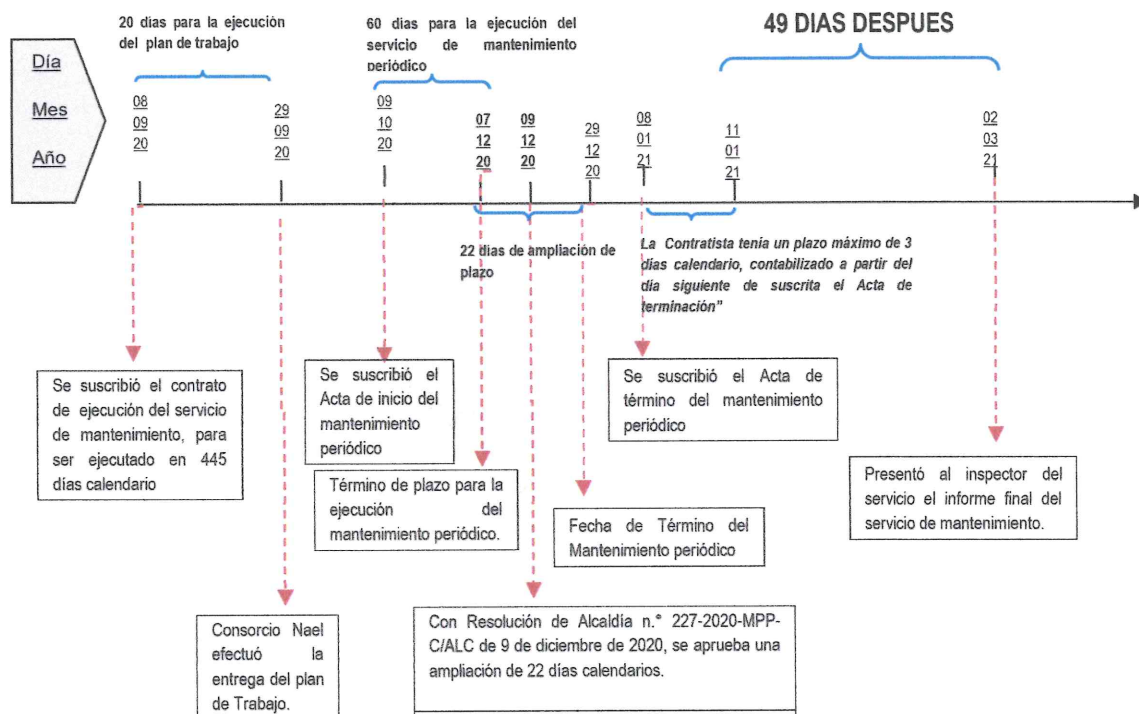 20 días para la ejecución
del plan de trabajo
60 días para la ejecución del
servicio de mantenimiento
periódico
49 DIAS DESPUES
Día
Mes
Año
08
09
20
29
09
20
09
10
20
07
12
20
09
12
20
29
12
20
08
01
21
11
01
21
02
03
21
22 días de ampliación de
plazo
La Contratista tenía un plazo máximo de 3
días calendario, contabilizado a partir del
día siguiente de suscrita el Acta de
terminación”
Se suscribió el contrato
de ejecución del servicio
de mantenimiento, para
ser ejecutado en 445
días calendario
Se suscribió el
Acta de inicio del
mantenimiento
periódico
Término de plazo para la
ejecución del
mantenimiento periódico.
Fecha de Término del
Mantenimiento periódico
Se suscribió el Acta de
término del mantenimiento
periódico
Presentó al inspector del
servicio el informe final del
servicio de mantenimiento.
Consorcio Nael
efectuó la
entrega del plan
de Trabajo.
Con Resolución de Alcaldía n.° 227-2020-MPP-
C/ALC de 9 de diciembre de 2020, se aprueba una
ampliación de 22 días calendarios.